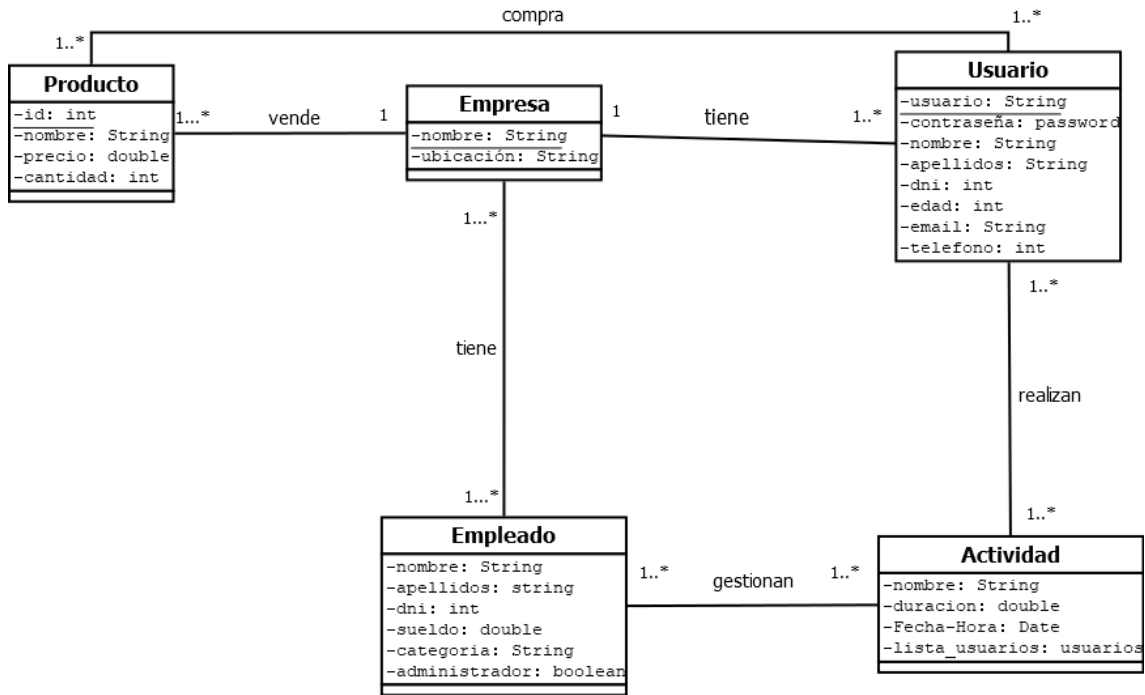 compra
1..*
1..*
Producto
-id: int
-nombre: String
-precio: double
-cantidad: int
1...*
vende
1
Empresa
-nombre: String
-ubicación: String
1
tiene
1..*
Usuario
-usuario: String
-contraseña: password
-nombre: String
-apellidos: String
-dni: int
-edad: int
-email: String
-telefono: int
1...*
tiene
1...*
1..*
realizan
1..*
Empleado
-nombre: String
-apellidos: string
-dni: int
-sueldo: double
-categoria: String
-administrador: boolean
1..*
gestionan
1..*
Actividad
-nombre: String
-duracion: double
-Fecha-Hora: Date
-lista_usuarios: usuarios